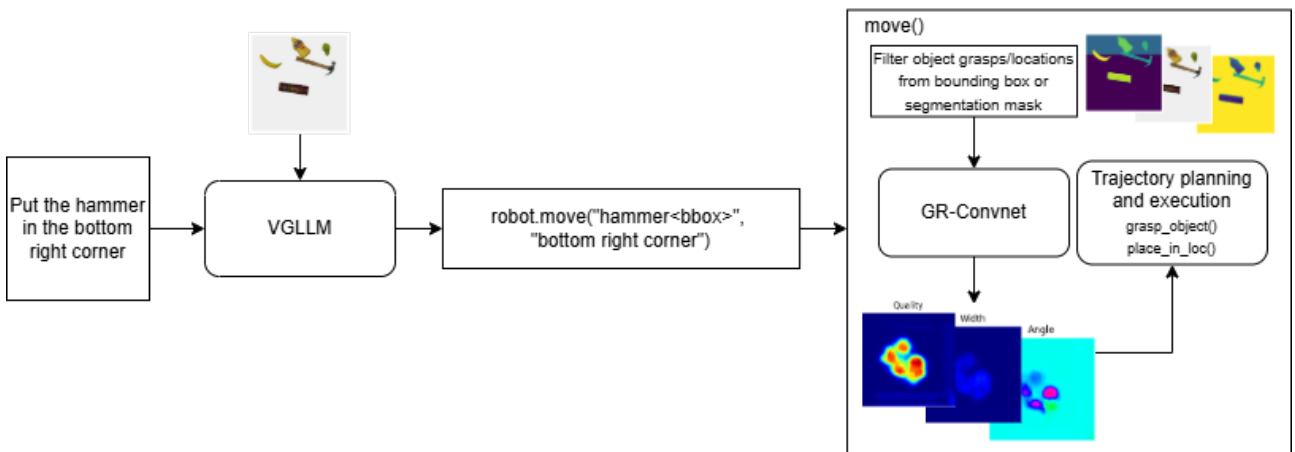 Put the hammer
in the bottom
right corner
VGLLM
robot.move("hammer<bbox>",
"bottom right corner")
move()
Filter object grasps/locations
from bounding box or
segmentation mask
GR-Convnet
Trajectory planning
and execution
grasp_object()
place_in_loc()
Quality
Width
Angle